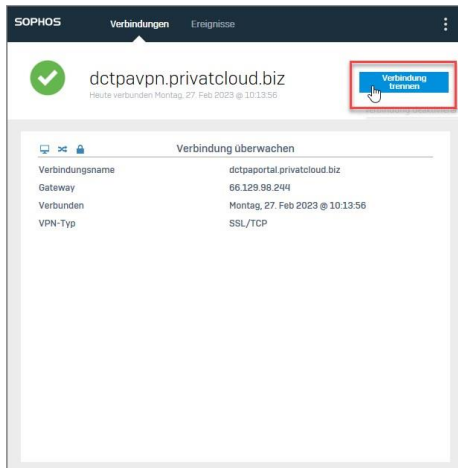 SOPHOS Verbindungen Ereignisse
dctpavpn.privatcloud.biz
Heute verbunden Montag, 27. Feb 2023 @ 10:13:56
Verbindung
trennen
Verbindung überwachen
Verbindungsname dctpaportal.privatcloud.biz
Gateway 66.129.98.244
Verbunden Montag, 27. Feb 2023 @ 10:13:56
VPN-Typ SSL/TCP